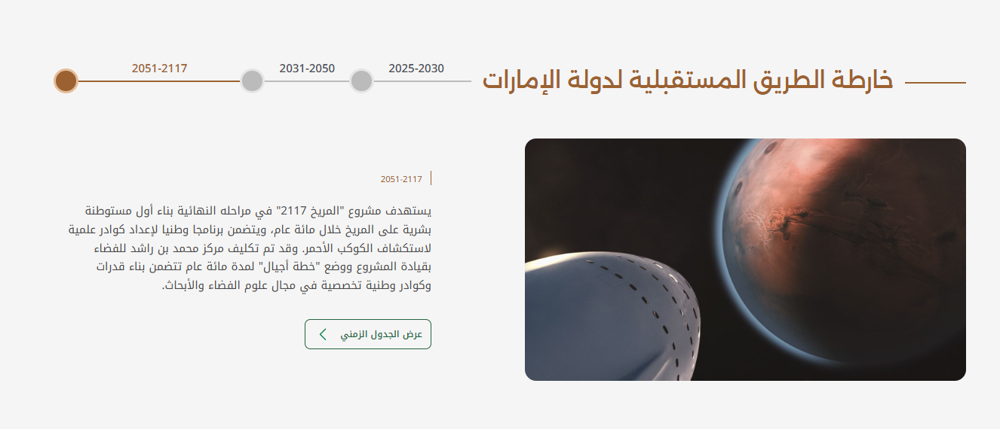 خارطة الطريق المستقبلية لدولة الإمارات
2025-2030
2031-2050
2051-2117
2051-2117
يستهدف مشروع "المريخ 2117" في مراحله النهائية بناء أول مستوطنة
بشرية على المريخ خلال مائة عام، ويتضمن برنامجا وطنيا لإعداد كوادر علمية
لاستكشاف الكوكب الأحمر. وقد تم تكليف مركز محمد بن راشد للفضاء
بقيادة المشروع ووضع "خطة أجيال" لمدة مائة عام تتضمن بناء قدرات
وكوادر وطنية تخصصية في مجال علوم الفضاء والأبحاث.
عرض الجدول الزمني